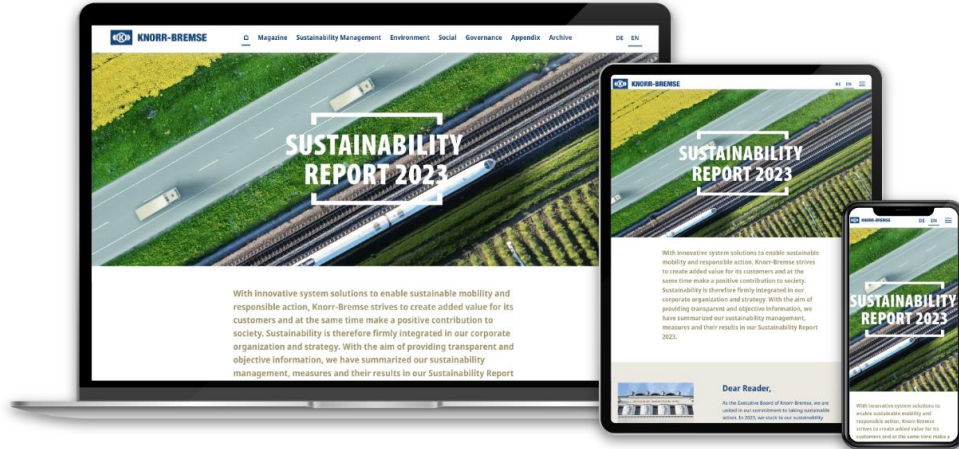 KNORR-BREMSE
Magazine Sustainability Management Environment Social Governance Appendix Archive
DE EN
SUSTAINABILITY
REPORT 2023
With innovative system solutions to enable sustainable mobility and
responsible action, Knorr-Bremse strives to create added value for its
customers and at the same time make a positive contribution to
society. Sustainability is therefore firmly integrated in our corporate
organization and strategy. With the aim of providing transparent and
objective information, we have summarized our sustainability
management, measures and their results in our Sustainability Report
KNORR-BREMSE
DE EN
SUSTAINABILITY
REPORT 2023
With innovative system solutions to enable sustainable
mobility and responsible action, Knorr-Bremse strives
to create added value for its customers and at the
same time make a positive contribution to society.
Sustainability is therefore firmly integrated in our
corporate organization and strategy. With the aim of
providing transparent and objective information, we
have summarized our sustainability management,
measures and their results in our Sustainability Report
2023.
Dear Reader,
As the Executive Board of Knorr-Bremse, we are
united in our commitment to taking sustainable
action. In 2023, we stuck to our sustainability
KNORR-BREMSE
DE EN
SUSTAINABILITY
REPORT 2023
With innovative system solutions to
enable sustainable mobility and
responsible action, Knorr-Bremse
strives to create added value for its
customers and at the same time make a